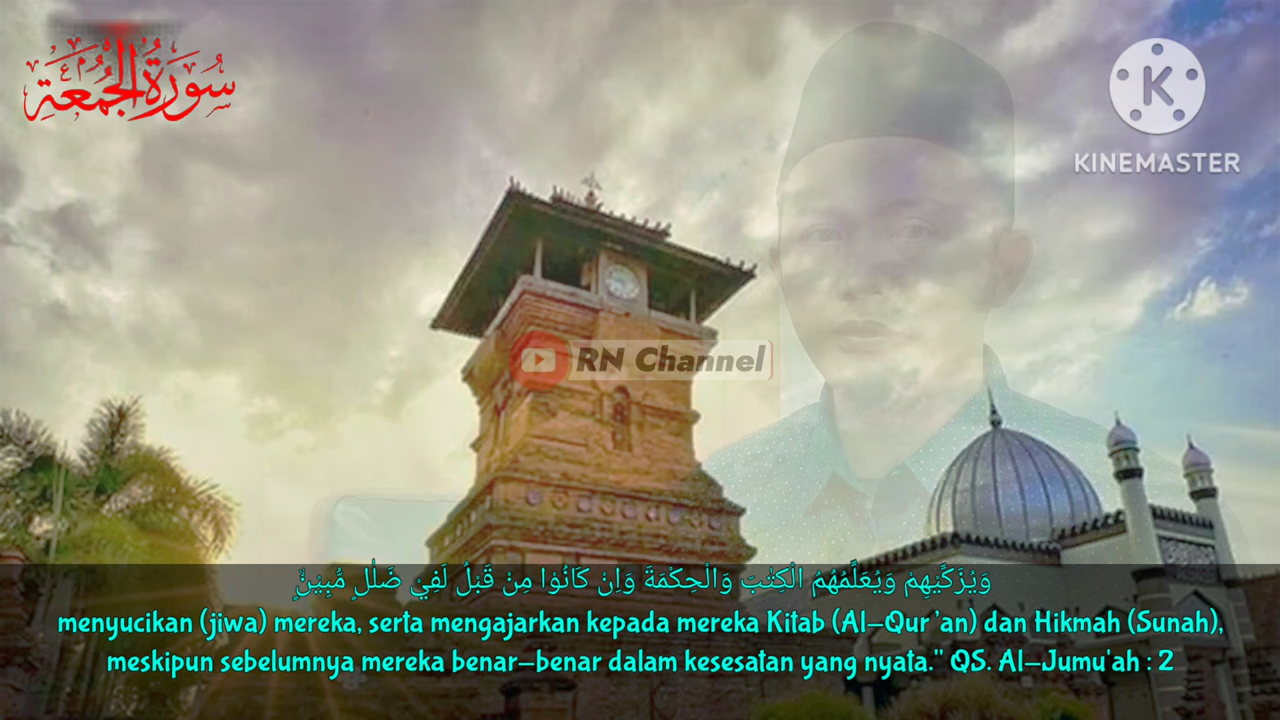 سُورَةُ الجُمُعَةِ
KINEMASTER
RN Channel
وَيُزَكِّيْهِمْ وَيُعَلِّمُهُمُ الْكِتٰبَ وَالْحِكْمَةَ وَاِنْ كَانُوْا مِنْ قَبْلُ لَفِيْ ضَلٰلٍ مُّبِيْنٍۙ
menyucikan (jiwa) mereka, serta mengajarkan kepada mereka Kitab (Al-Qur'an) dan Hikmah (Sunah),
meskipun sebelumnya mereka benar-benar dalam kesesatan yang nyata." QS. Al-Jumu'ah : 2